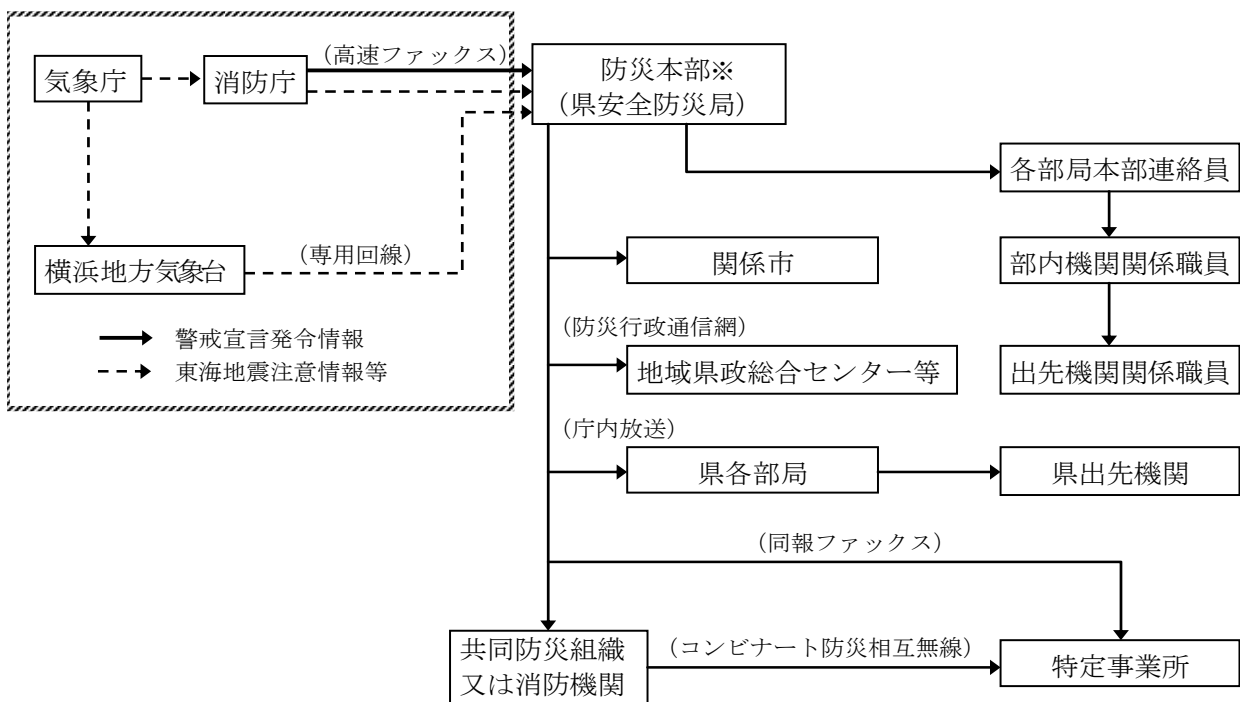 気象庁
消防庁
(高速ファックス)
防災本部※
(県安全防災局)
各部局本部連絡員
横浜地方気象台
(専用回線)
関係市
部内機関関係職員
警戒宣言発令情報
東海地震注意情報等
(防災行政通信網)
地域県政総合センター等
出先機関関係職員
(庁内放送)
県各部局
県出先機関
(同報ファックス)
共同防災組織
又は消防機関
(コンビナート防災相互無線)
特定事業所